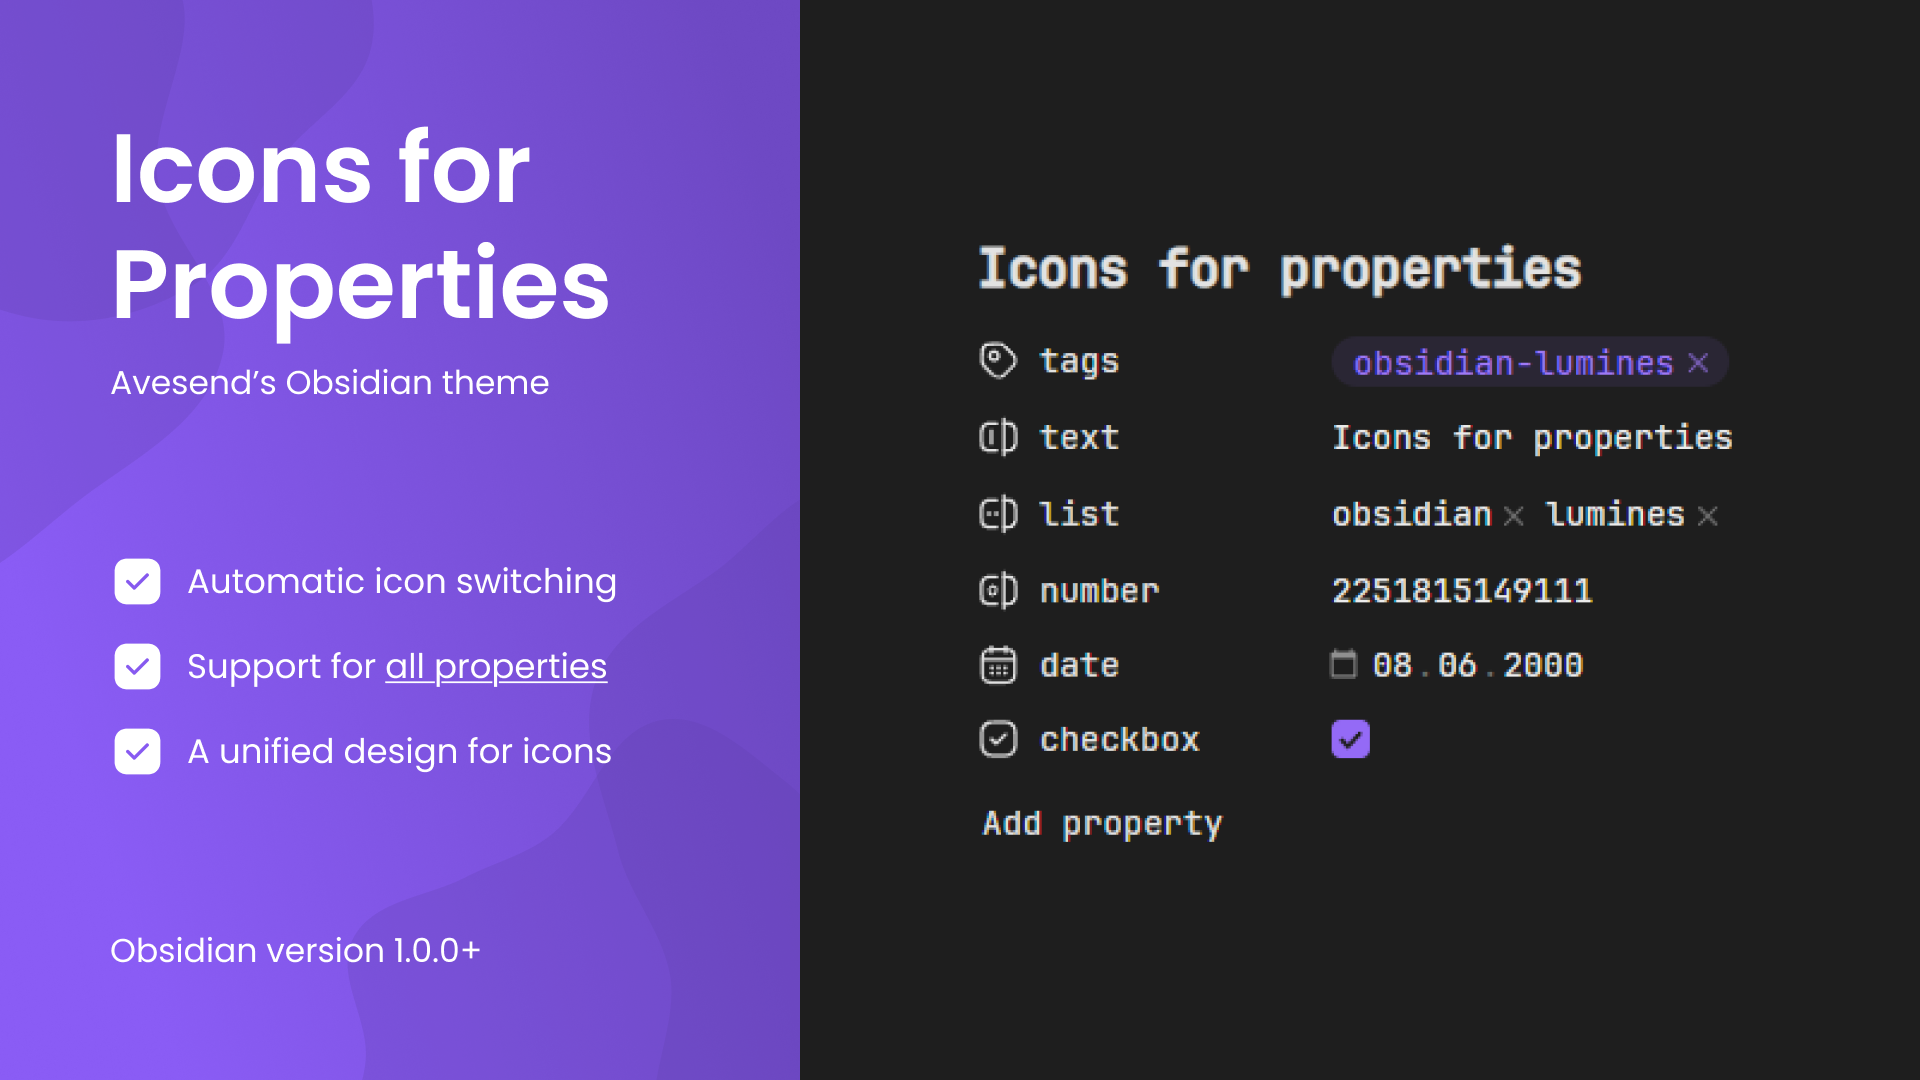 Icons for
Properties
Avesend’s Obsidian theme
Automatic icon switching
Support for all properties
A unified design for icons
Obsidian version 1.0.0+
Icons for properties
tags obsidian-lumines
text Icons for properties
list obsidian lumines
number 2251815149111
date 08.06.2000
checkbox
Add property